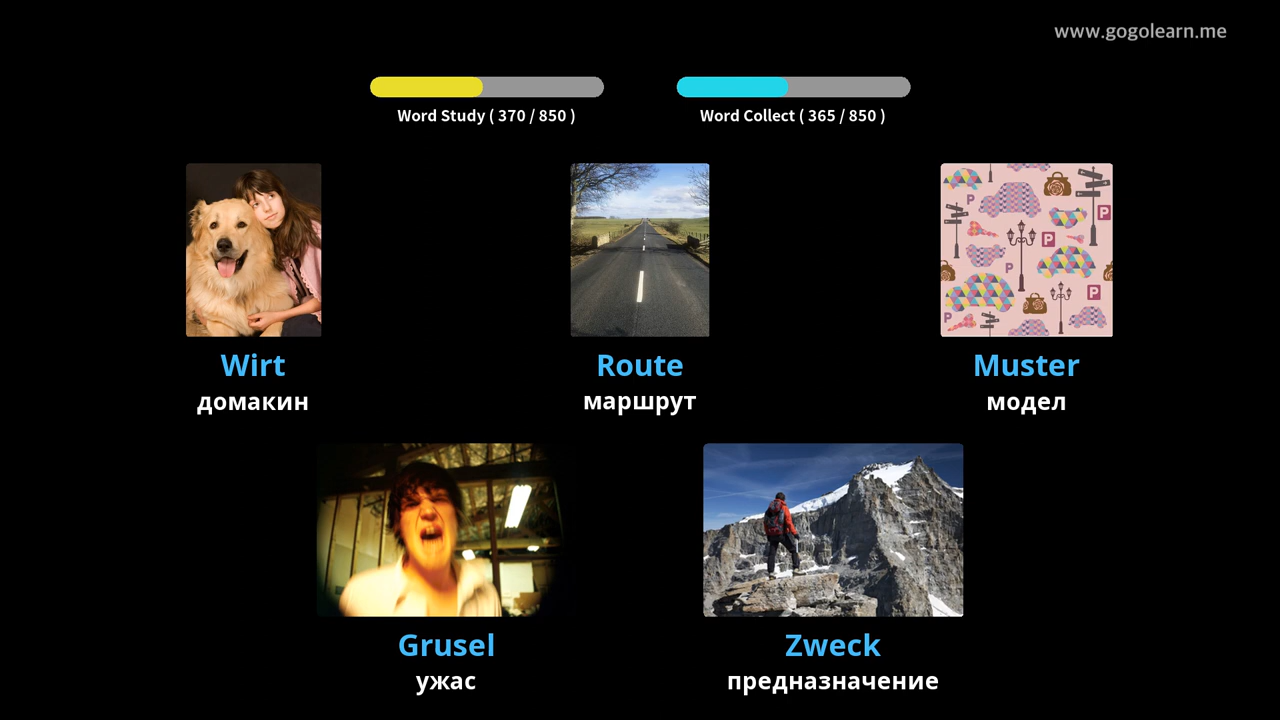 www.gogolearn.me
Word Study ( 370 / 850 )
Word Collect ( 365 / 850 )
P
P
P
P
P
P
Wirt
домакин
Route
маршрут
Muster
модел
Grusel
ужас
Zweck
предназначение